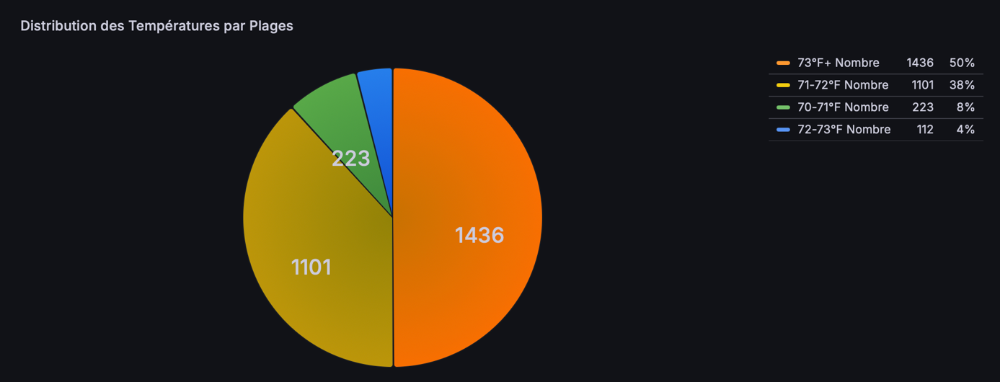 Distribution des Températures par Plages
73°F+ Nombre 1436 50%
71-72°F Nombre 1101 38%
70-71°F Nombre 223 8%
72-73°F Nombre 112 4%
223
1436
1101